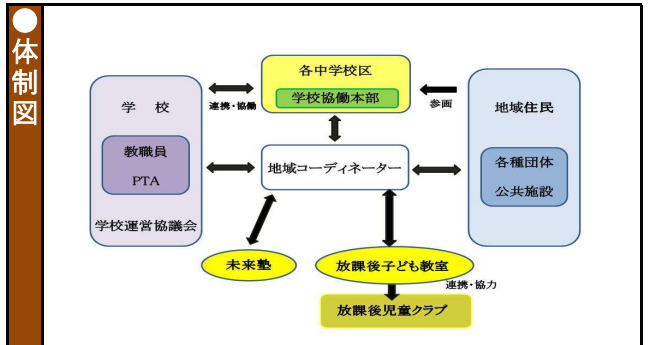 ●体制図
各中学校区
学校協働本部
学 校
教職員
PTA
学校運営協議会
連携・協働
参画
地域住民
各種団体
公共施設
地域コーディネーター
未来塾
放課後子ども教室
連携・協力
放課後児童クラブ